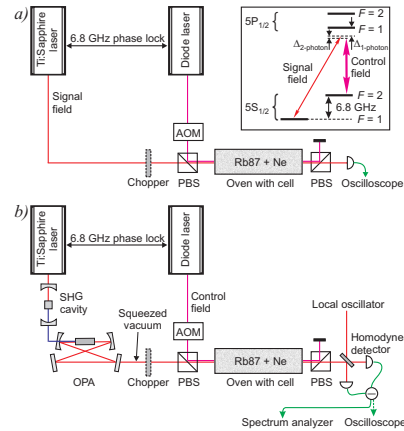 a)
Ti:Sapphire
laser
6.8 GHz phase lock
Diode laser
Signal
field
AOM
Chopper
PBS
Rb87 + Ne
Oven with cell
PBS
Oscilloscope
5P1/2
F = 2
F = 1
Δ2-photon
Δ1-photon
Signal
field
Control
field
5S1/2
F = 2
6.8 GHz
F = 1
b)
Ti:Sapphire
laser
6.8 GHz phase lock
Diode laser
SHG
cavity
Squeezed
vacuum
Control
field
AOM
OPA
Chopper
PBS
Rb87 + Ne
Oven with cell
PBS
Local oscillator
Homodyne
detector
Spectrum analyzer
Oscilloscope